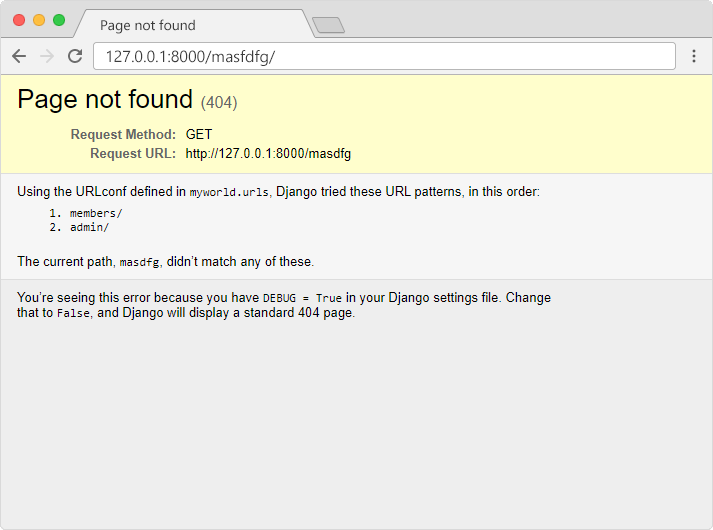 Page not found
127.0.0.1:8000/masfdfg/
Page not found (404)
Request Method: GET
Request URL: http://127.0.0.1:8000/masdfg
Using the URLconf defined in myworld.urls, Django tried these URL patterns, in this order:
1. members/
2. admin/
The current path, masdfg, didn't match any of these.
You're seeing this error because you have DEBUG = True in your Django settings file. Change
that to False, and Django will display a standard 404 page.